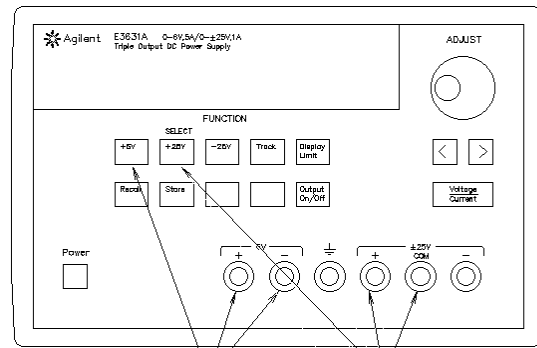 Agilent E3631A 0-6V,5A/0-±25V,1A
Triple Output DC Power Supply
ADJUST
FUNCTION
SELECT
+6V +25V -25V Track Display Limit
< >
Recall Store Output On/Off
Voltage
Current
Power
6V ±25V
+ - + COM -